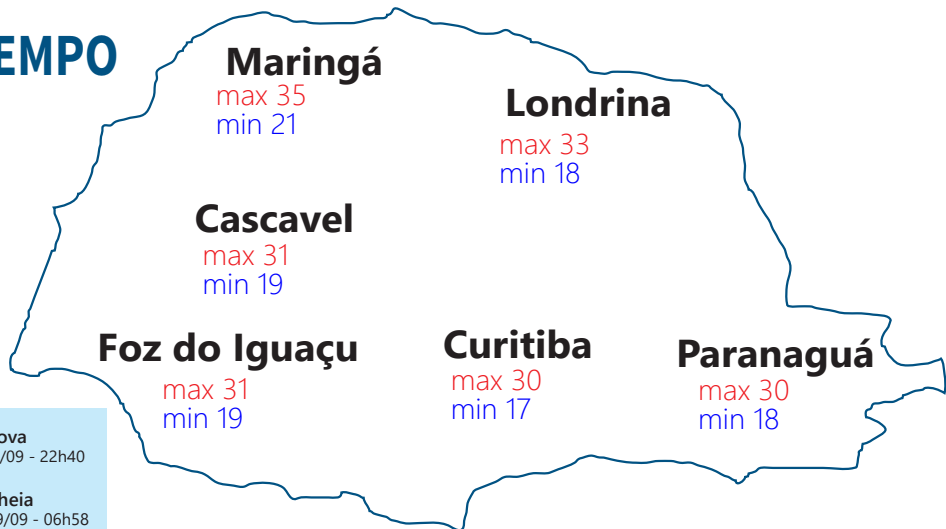 EMPO
Maringá
max 35
min 21
Londrina
max 33
min 18
Cascavel
max 31
min 19
Foz do Iguaçu
max 31
min 19
Curitiba
max 30
min 17
Paranaguá
max 30
min 18
ova
/09 - 22h40
heia
9/09 - 06h58